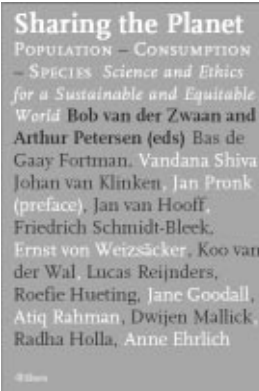 Sharing the Planet
Population – Consumption
– Species Science and Ethics
for a Sustainable and Equitable
World Bob van der Zwaan and
Arthur Petersen (eds) Bas de
Gaay Fortman, Vandana Shiva,
Johan van Klinken, Jan Pronk
(preface), Jan van Hooff,
Friedrich Schmidt-Bleek,
Ernst von Weizsäcker, Koo van
der Wal, Lucas Reijnders,
Roefie Hueting, Jane Goodall,
Atiq Rahman, Dwijen Mallick,
Radha Holla, Anne Ehrlich